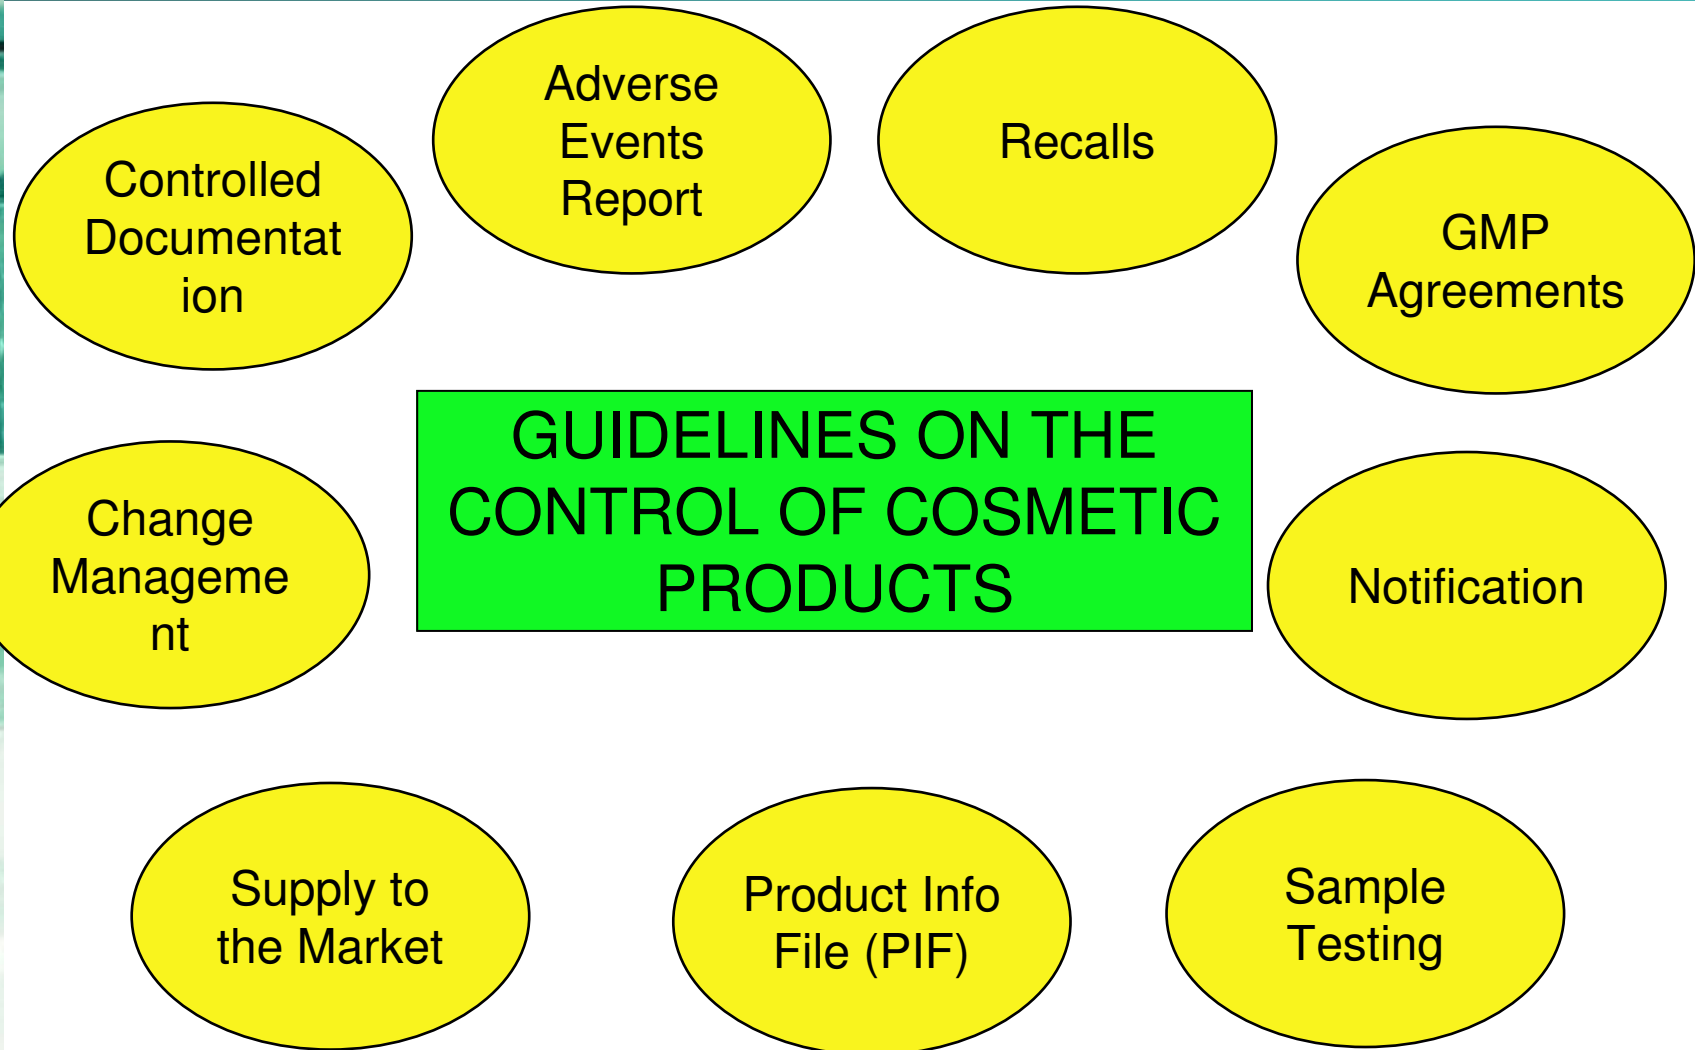 Adverse
Events
Report
Recalls
Controlled
Documentat
ion
GMP
Agreements
GUIDELINES ON THE
CONTROL OF COSMETIC
PRODUCTS
Change
Manageme
nt
Notification
Supply to
the Market
Product Info
File (PIF)
Sample
Testing